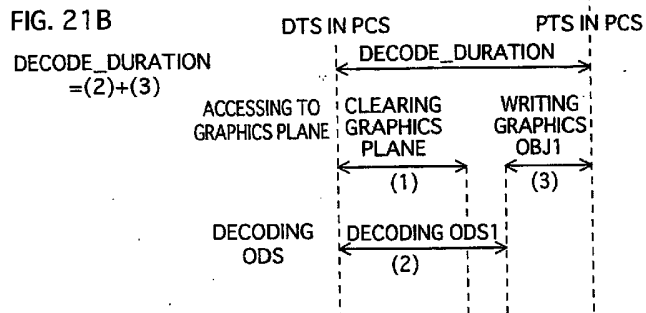 FIG. 21B
DTS IN PCS
PTS IN PCS
DECODE_DURATION
=(2)+(3)
DECODE_DURATION
ACCESSING TO
GRAPHICS PLANE
CLEARING
GRAPHICS
PLANE
(1)
WRITING
GRAPHICS
OBJ1
(3)
DECODING
ODS
DECODING ODS1
(2)